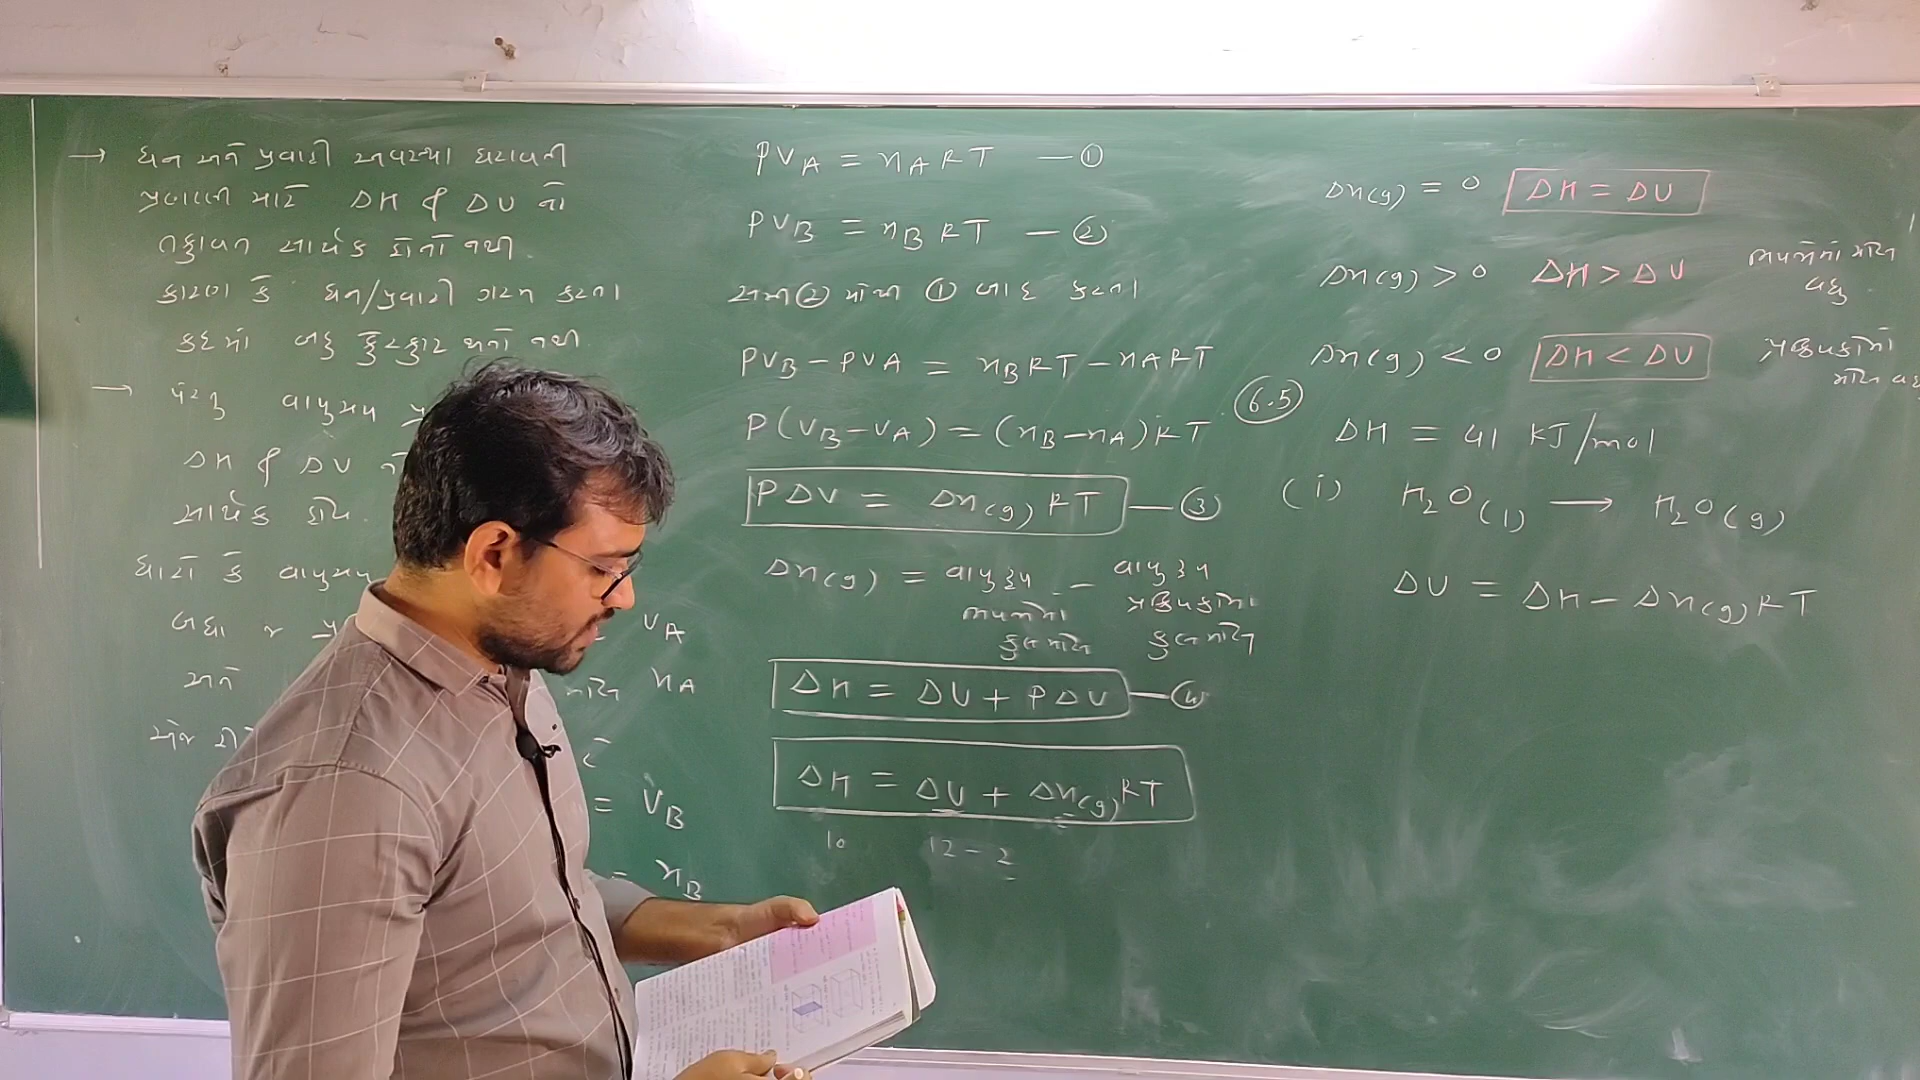 → ઘન અને પ્રવાહી અવસ્થા ધરાવતી
પ્રણાલી માટે ΔH & ΔU નો
તફાવત સાર્થક હોતો નથી.
કારણ કે ઘન/પ્રવાહી ગરમ કરતા
કદમાં બહુ ફેરફાર થતો નથી.
→ પરંતુ વાયુમય
ΔH & ΔU
સાર્થક હોય.
ધારો કે વાયુમય
બધા જ
VA
અને
મોલ nA
એજ રી
= VB
= nB
PVA = nART — ①
PVB = nBRT — ②
સમી ② માંથી ① બાદ કરતા
PVB - PVA = nBRT - nART
P(VB - VA) = (nB - nA)RT
PΔV = Δn(g) RT — ③
Δn(g) = વાયુરૂપ - વાયુરૂપ
નીપજોના પ્રક્રિયકોના
કુલ મોલ કુલ મોલ
ΔH = ΔU + PΔV — ④
ΔH = ΔU + Δn(g)RT
10 12 - 2
Δn(g) = 0 ΔH = ΔU
Δn(g) > 0 ΔH > ΔU નીપજોના મોલ
વધુ
Δn(g) < 0 ΔH < ΔU પ્રક્રિયકોના
મોલ
6.5 ΔH = 41 KJ/mol
(i) H2O(l) → H2O(g)
ΔU = ΔH - Δn(g)RT